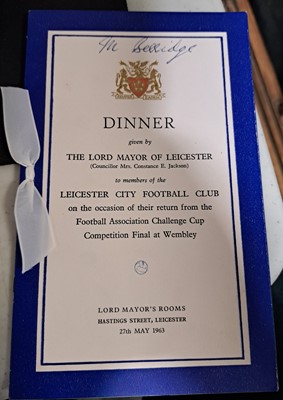 DINNER
given by
THE LORD MAYOR OF LEICESTER
(Councillor Mrs. Constance E. Jackson)
to members of the
LEICESTER CITY FOOTBALL CLUB
on the occasion of their return from the
Football Association Challenge Cup
Competition Final at Wembley
LORD MAYOR'S ROOMS
HASTINGS STREET, LEICESTER
27th MAY 1963